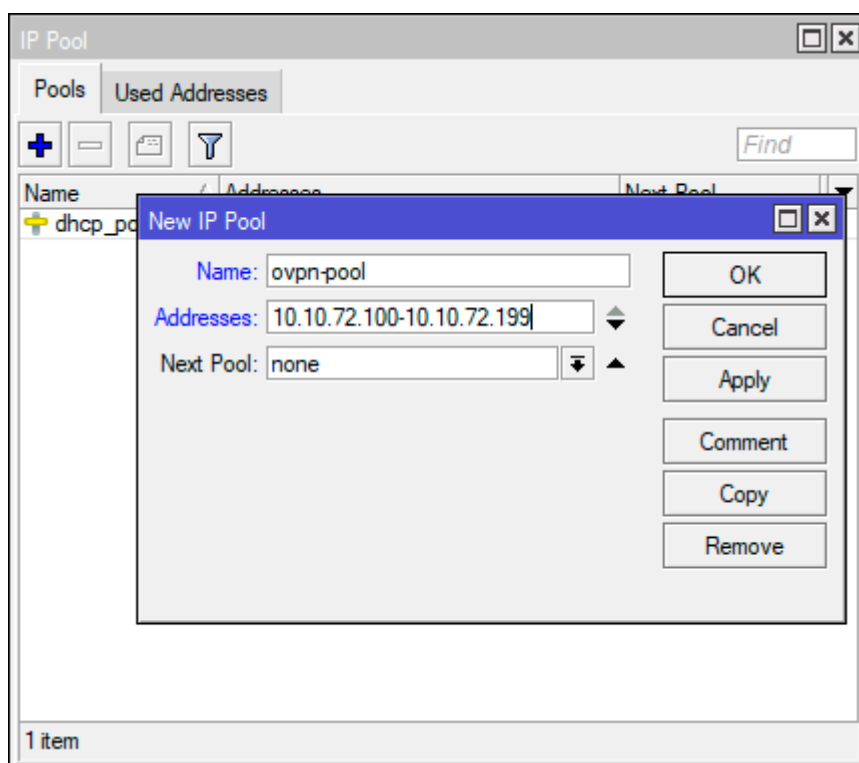 IP Pool
Pools
Used Addresses
Find
Name
New IP Pool
Name: ovpn-pool
Addresses: 10.10.72.100-10.10.72.199
Next Pool: none
OK
Cancel
Apply
Comment
Copy
Remove
1 item